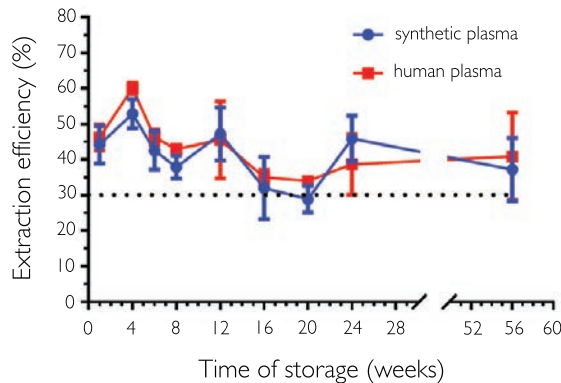 80
70
60
50
40
30
20
10
0
Extraction efficiency (%)
synthetic plasma
human plasma
0 4 8 12 16 20 24 28 52 56 60
Time of storage (weeks)